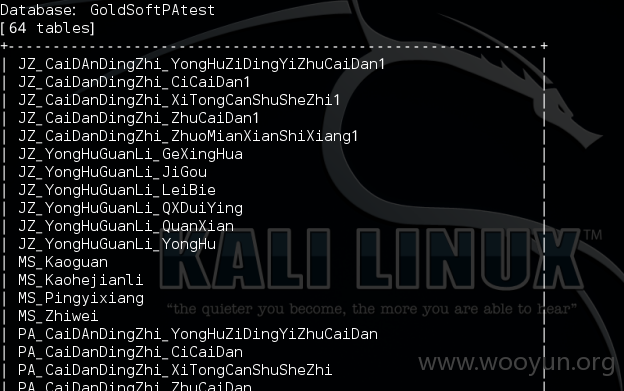 Database: GoldSoftPAtest
[64 tables]
+-----------------------------------------------------+
| JZ_CaiDAnDingZhi_YongHuZiDingYiZhuCaiDan1 |
| JZ_CaiDanDingZhi_CiCaiDan1 |
| JZ_CaiDanDingZhi_XiTongCanShuSheZhi1 |
| JZ_CaiDanDingZhi_ZhuCaiDan1 |
| JZ_CaiDanDingZhi_ZhuoMianXianShiXiang1 |
| JZ_YongHuGuanLi_GeXingHua |
| JZ_YongHuGuanLi_JiGou |
| JZ_YongHuGuanLi_LeiBie |
| JZ_YongHuGuanLi_QXDuiYing |
| JZ_YongHuGuanLi_QuanXian |
| JZ_YongHuGuanLi_YongHu |
| MS_Kaoguan |
| MS_Kaohejianli |
| MS_Pingyixiang |
| MS_Zhiwei |
| PA_CaiDAnDingZhi_YongHuZiDingYiZhuCaiDan |
| PA_CaiDanDingZhi_CiCaiDan |
| PA_CaiDanDingZhi_XiTongCanShuSheZhi |
| PA_CaiDanDingZhi_ZhuCaiDan |
KALI LINUX™
"the quieter you become, the more you are able to hear"
www.wooyun.org